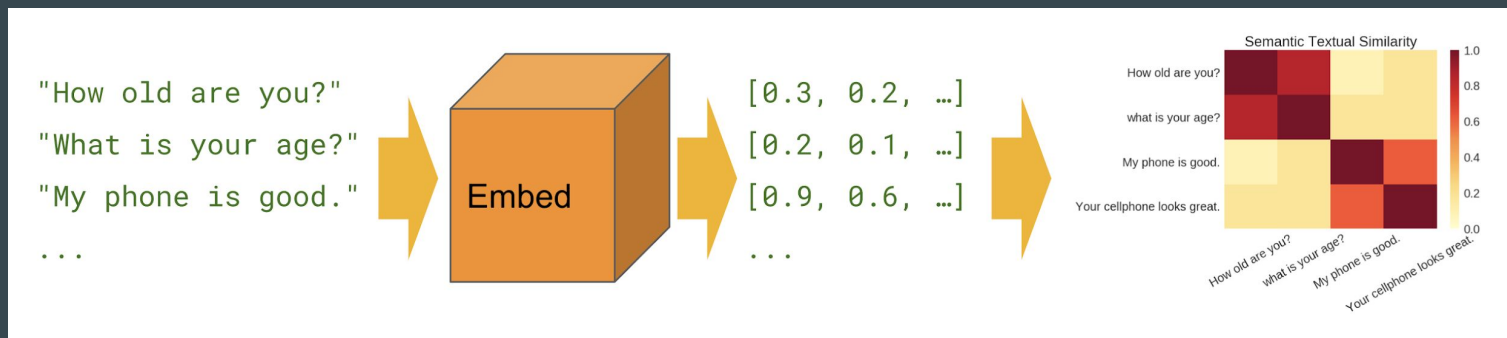 "How old are you?"
"What is your age?"
"My phone is good."
...
Embed
[0.3, 0.2, …]
[0.2, 0.1, …]
[0.9, 0.6, …]
...
Semantic Textual Similarity
How old are you?
what is your age?
My phone is good.
Your cellphone looks great.
How old are you?
what is your age?
My phone is good.
Your cellphone looks great.
1.0
0.8
0.6
0.4
0.2
0.0